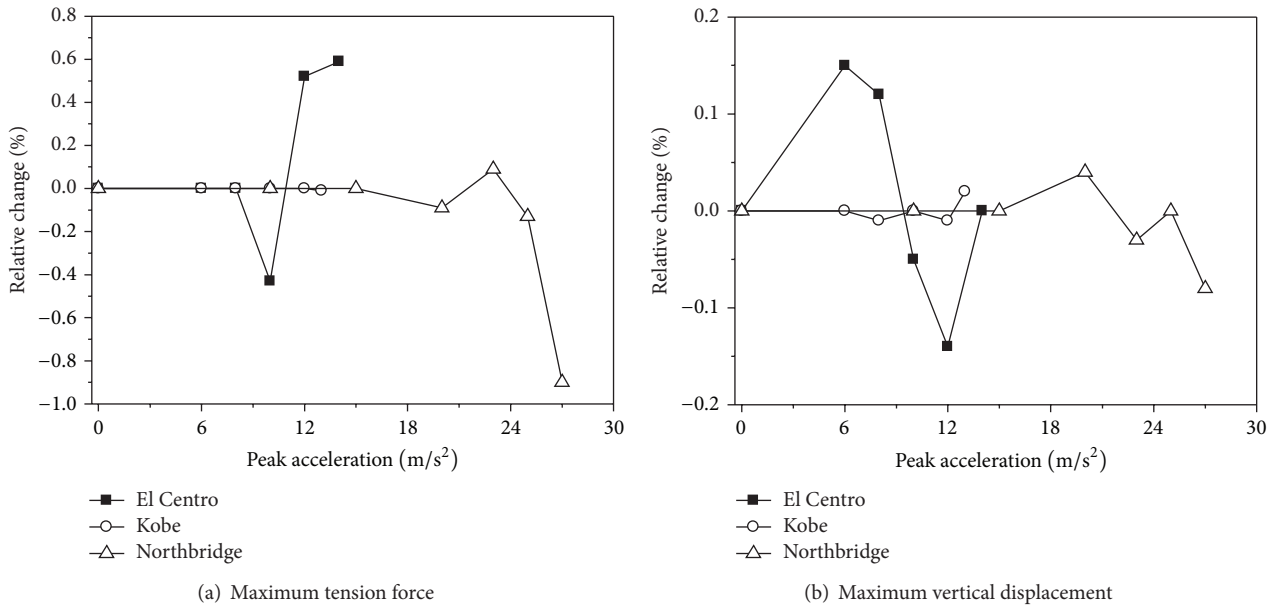 0.8
0.6
0.4
0.2
0.0
−0.2
−0.4
−0.6
−0.8
−1.0
Relative change (%)
0 6 12 18 24 30
Peak acceleration (m/s²)
El Centro
Kobe
Northbridge
(a) Maximum tension force
0.2
0.1
0.0
−0.1
−0.2
Relative change (%)
0 6 12 18 24 30
Peak acceleration (m/s²)
El Centro
Kobe
Northbridge
(b) Maximum vertical displacement